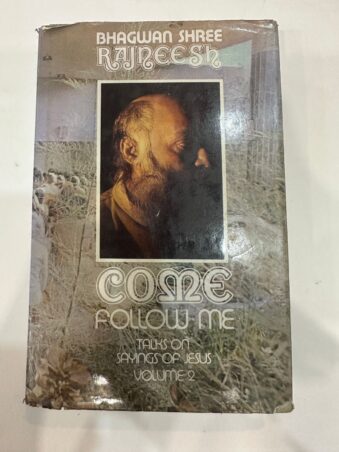 BHAGWAN SHREE
RAJNEESH
COME
FOLLOW ME
TALKS ON
SAYINGS OF JESUS
VOLUME 2